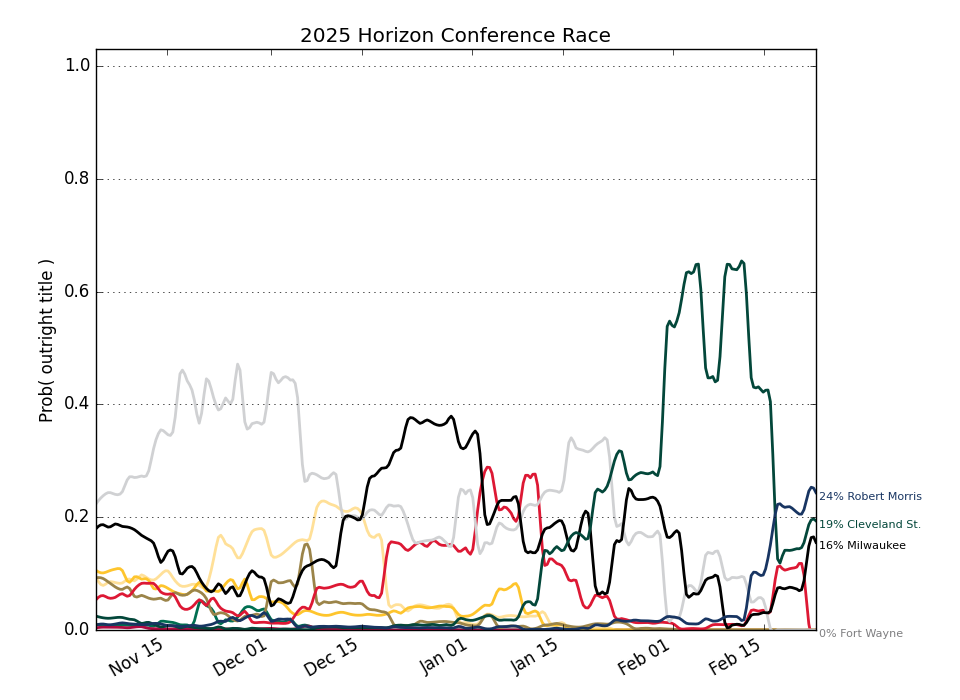 2025 Horizon Conference Race
Prob( outright title )
1.0
0.8
0.6
0.4
0.2
0.0
24% Robert Morris
19% Cleveland St.
16% Milwaukee
0% Fort Wayne
Nov 15
Dec 01
Dec 15
Jan 01
Jan 15
Feb 01
Feb 15